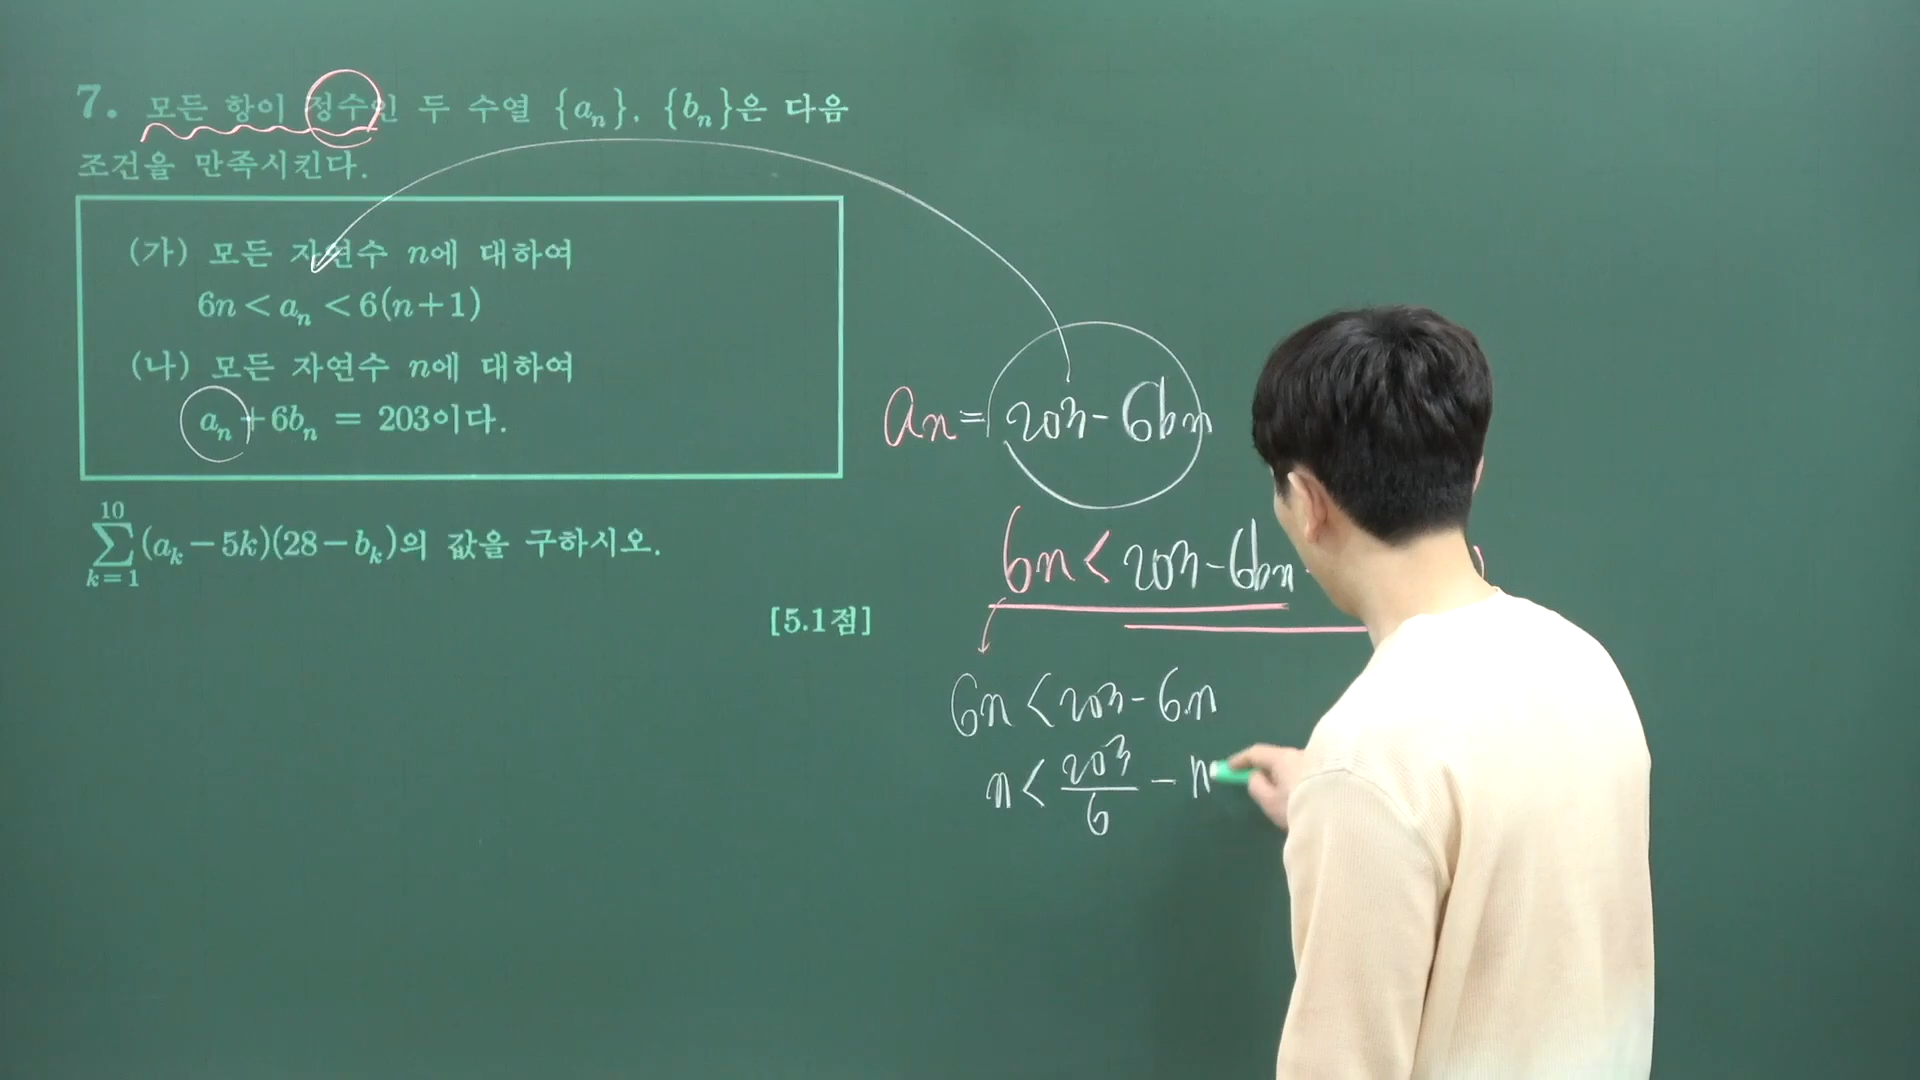 7. 모든 항이 정수인 두 수열 {aₙ}, {bₙ}은 다음
조건을 만족시킨다.
(가) 모든 자연수 n에 대하여
6n < aₙ < 6(n+1)
(나) 모든 자연수 n에 대하여
aₙ + 6bₙ = 203이다.
10
∑ (aₖ − 5k)(28 − bₖ)의 값을 구하시오.
k=1
[5.1점]
an = 203 − 6bn
6n < 203 − 6bn
6n < 203 − 6n
n < 203/6 − n